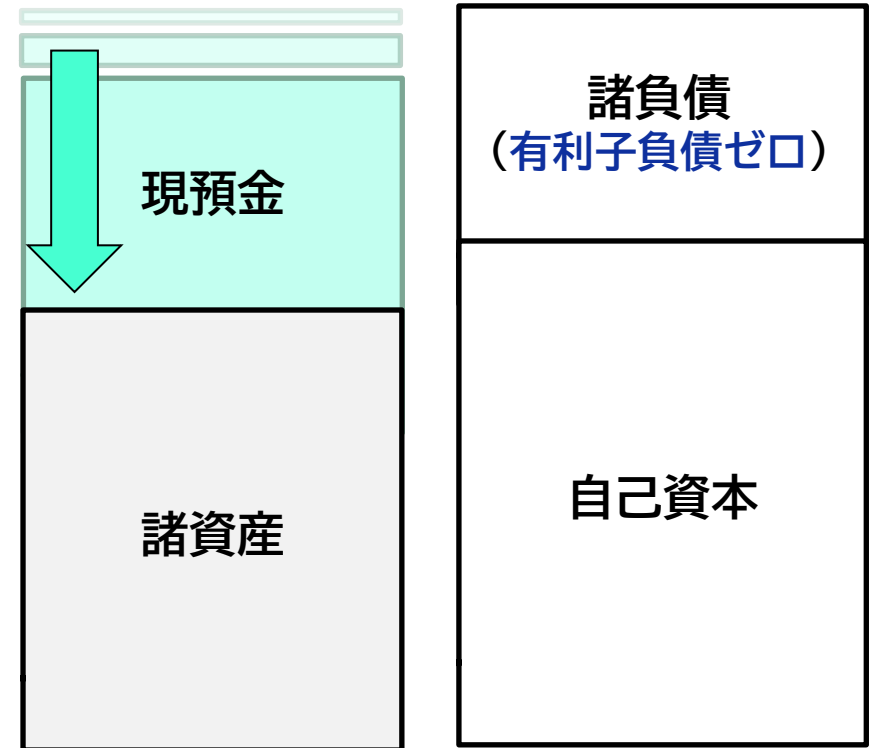 現預金
諸資産
諸負債
（有利子負債ゼロ）
自己資本